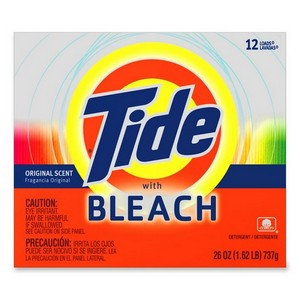 12 LOADS
LAVADAS
Tide
ORIGINAL SCENT
Fragancia Original
with
BLEACH
CAUTION:
EYE IRRITANT
MAY BE HARMFUL
IF SWALLOWED.
SEE CAUTION ON SIDE PANEL.
PRECAUCIÓN: IRRITA LOS OJOS.
PUEDE SER NOCIVO SI SE INGIERE. LEA
LA PRECAUCIÓN EN EL PANEL LATERAL.
DETERGENT / DETERGENTE
26 OZ (1.62 LB) 737g